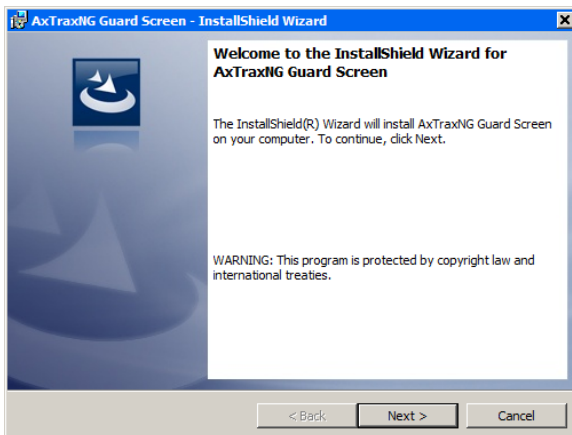 AxTraxNG Guard Screen - InstallShield Wizard
Welcome to the InstallShield Wizard for
AxTraxNG Guard Screen
The InstallShield(R) Wizard will install AxTraxNG Guard Screen
on your computer. To continue, click Next.
WARNING: This program is protected by copyright law and
international treaties.
< Back
Next >
Cancel